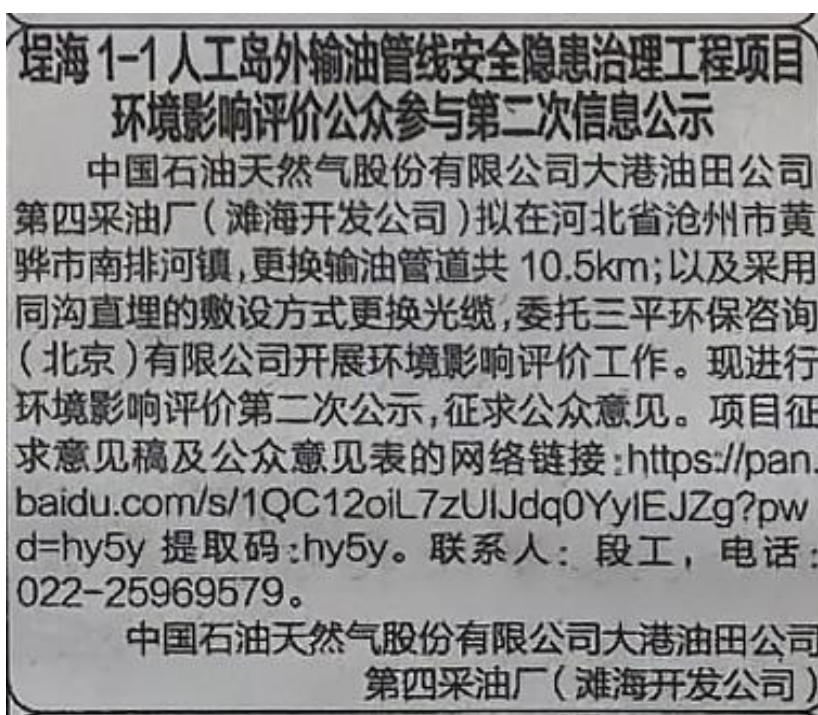 埕海1-1人工岛外输油管线安全隐患治理工程项目
环境影响评价公众参与第二次信息公示
中国石油天然气股份有限公司大港油田公司
第四采油厂(滩海开发公司)拟在河北省沧州市黄
骅市南排河镇,更换输油管道共10.5km;以及采用
同沟直埋的敷设方式更换光缆,委托三平环保咨询
(北京)有限公司开展环境影响评价工作。现进行
环境影响评价第二次公示,征求公众意见。项目征
求意见稿及公众意见表的网络链接:https://pan.
baidu.com/s/1QC12oiL7zUIJdq0YylEJZg?pw
d=hy5y 提取码:hy5y。联系人:段工,电话:
022-25969579。
中国石油天然气股份有限公司大港油田公司
第四采油厂(滩海开发公司)